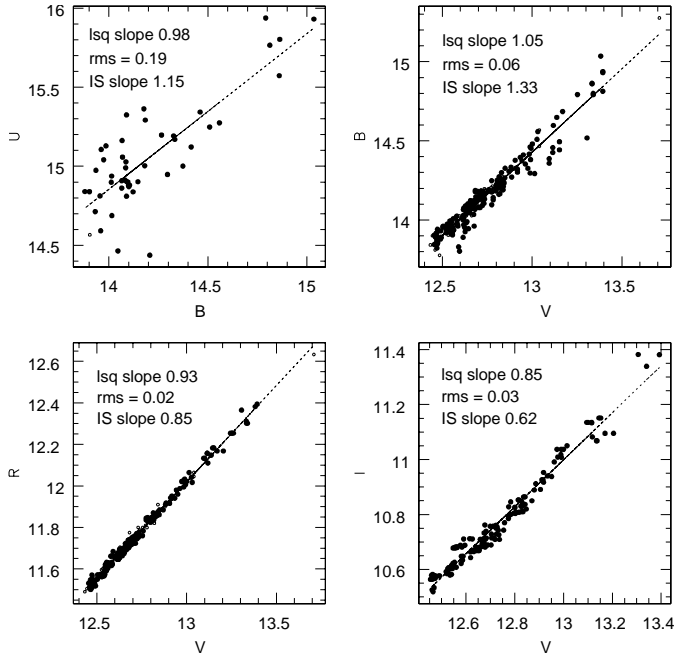 lsq slope 0.98
rms = 0.19
IS slope 1.15
16
15.5
15
14.5
U
14
14.5
15
B
lsq slope 1.05
rms = 0.06
IS slope 1.33
15
14.5
14
B
12.5
13
13.5
V
lsq slope 0.93
rms = 0.02
IS slope 0.85
12.6
12.4
12.2
12
11.8
11.6
R
12.5
13
13.5
V
lsq slope 0.85
rms = 0.03
IS slope 0.62
11.4
11.2
11
10.8
10.6
I
12.6
12.8
13
13.2
13.4
V